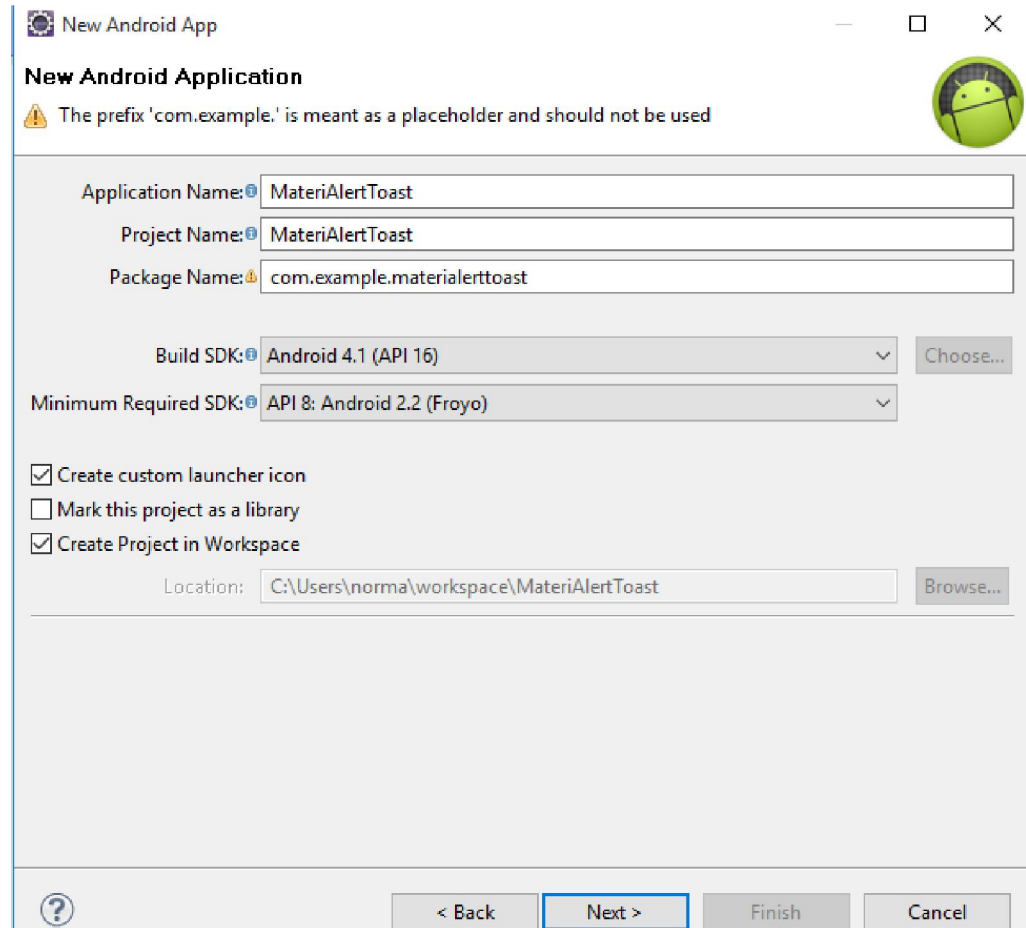 New Android App
New Android Application
The prefix 'com.example.' is meant as a placeholder and should not be used
Application Name: MateriAlertToast
Project Name: MateriAlertToast
Package Name: com.example.materialerttoast
Build SDK: Android 4.1 (API 16) Choose...
Minimum Required SDK: API 8: Android 2.2 (Froyo)
Create custom launcher icon
Mark this project as a library
Create Project in Workspace
Location: C:\Users\norma\workspace\MateriAlertToast Browse...
? < Back Next > Finish Cancel